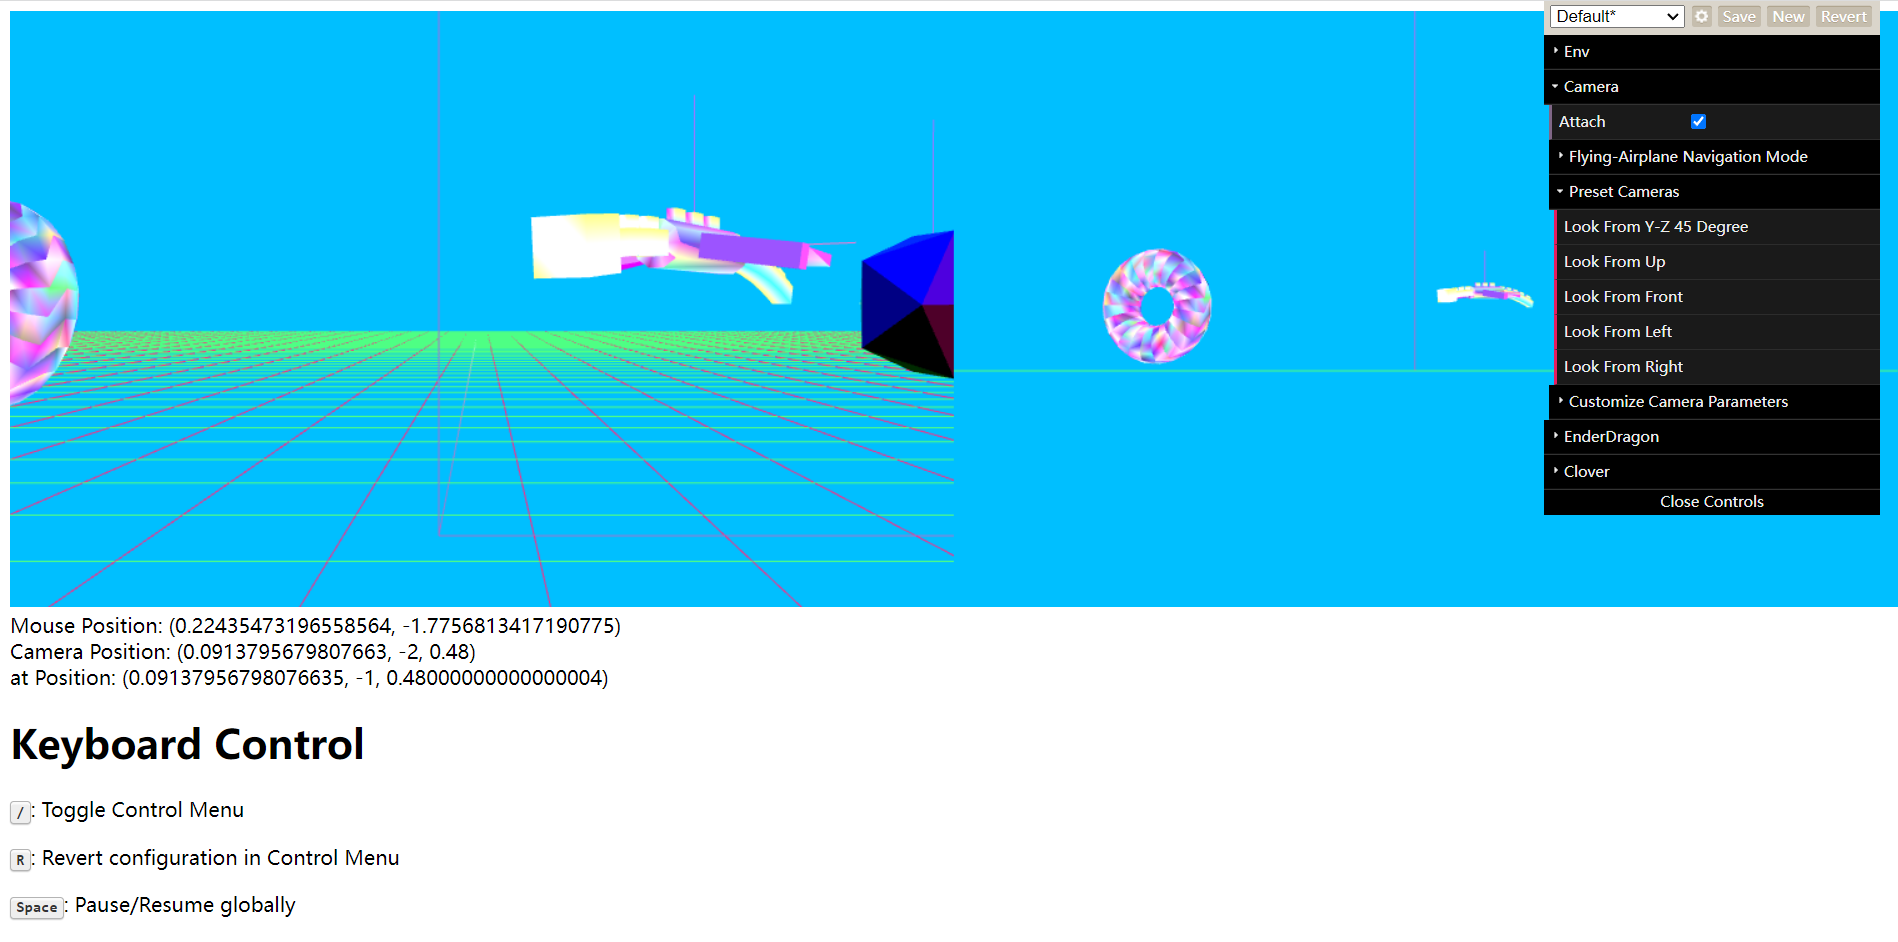 Default*
Save
New
Revert
Env
Camera
Attach
Flying-Airplane Navigation Mode
Preset Cameras
Look From Y-Z 45 Degree
Look From Up
Look From Front
Look From Left
Look From Right
Customize Camera Parameters
EnderDragon
Clover
Close Controls
Mouse Position: (0.22435473196558564, -1.7756813417190775)
Camera Position: (0.0913795679807663, -2, 0.48)
at Position: (0.09137956798076635, -1, 0.48000000000000004)
Keyboard Control
/: Toggle Control Menu
R: Revert configuration in Control Menu
Space: Pause/Resume globally